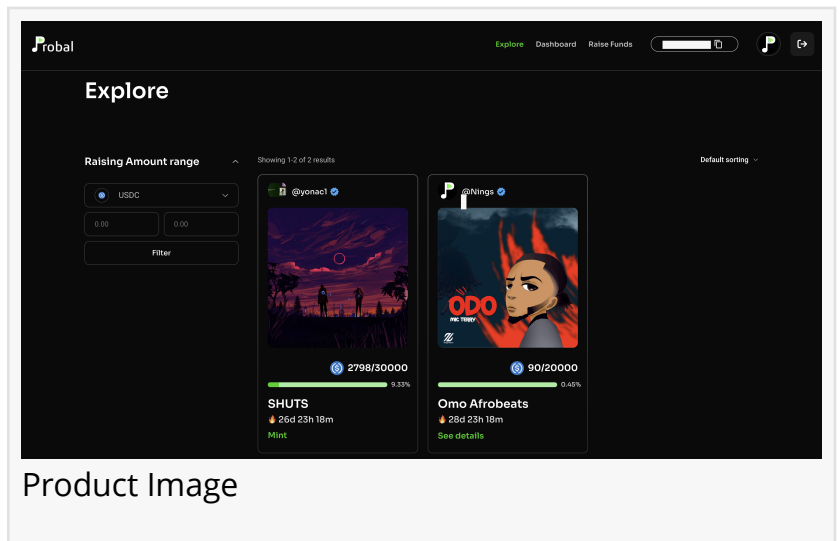 Probal
Explore Dashboard Raise Funds
Explore
Raising Amount range
Showing 1-2 of 2 results
Default sorting
USDC
0.00 0.00
Filter
@yonac1
2798/30000
9.33%
SHUTS
26d 23h 18m
Mint
@Nings
ODO
MIC TERRY
90/20000
0.45%
Omo Afrobeats
28d 23h 18m
See details
Product Image